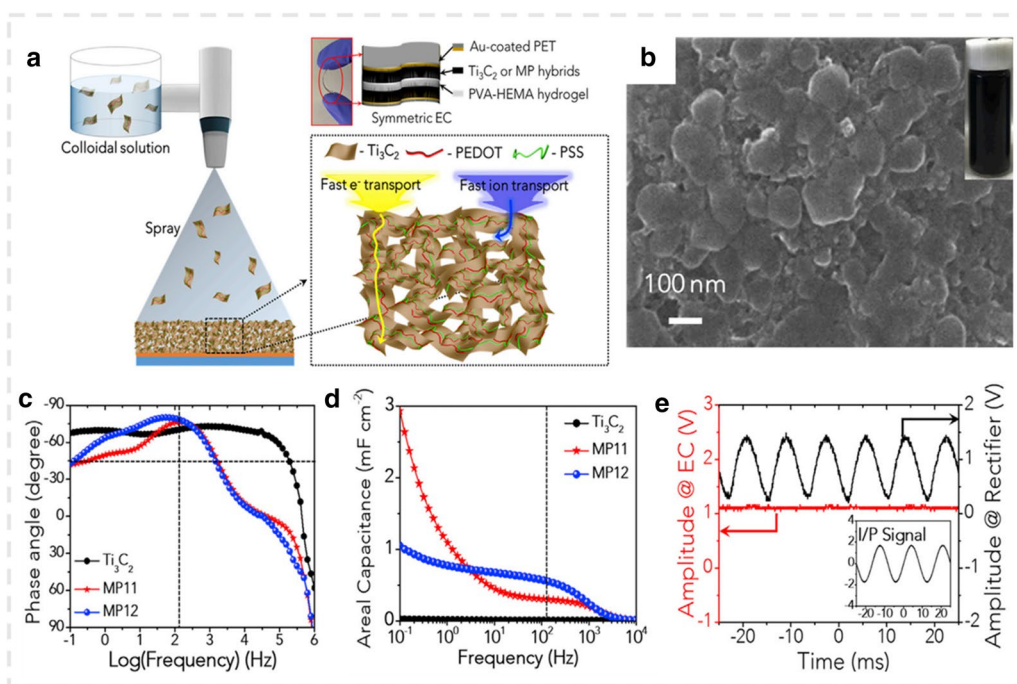 a
Colloidal solution
Spray
Au-coated PET
Ti₃C₂ or MP hybrids
PVA-HEMA hydrogel
Symmetric EC
- Ti₃C₂ - PEDOT - PSS
Fast e⁻ transport
Fast ion transport
b
100 nm
c
Phase angle (degree)
-90
-60
-30
0
30
60
90
Ti₃C₂
MP11
MP12
-1 0 1 2 3 4 5 6
Log(Frequency) (Hz)
d
Areal Capacitance (mF cm⁻²)
3
2
1
0
Ti₃C₂
MP11
MP12
10⁻¹ 10⁰ 10¹ 10² 10³ 10⁴
Frequency (Hz)
e
Amplitude @ EC (V)
3
2
1
0
-1
Amplitude @ Rectifier (V)
2
1
0
-1
-2
I/P Signal
4
2
0
-2
-4
-20 -10 0 10 20
-20 -10 0 10 20
Time (ms)